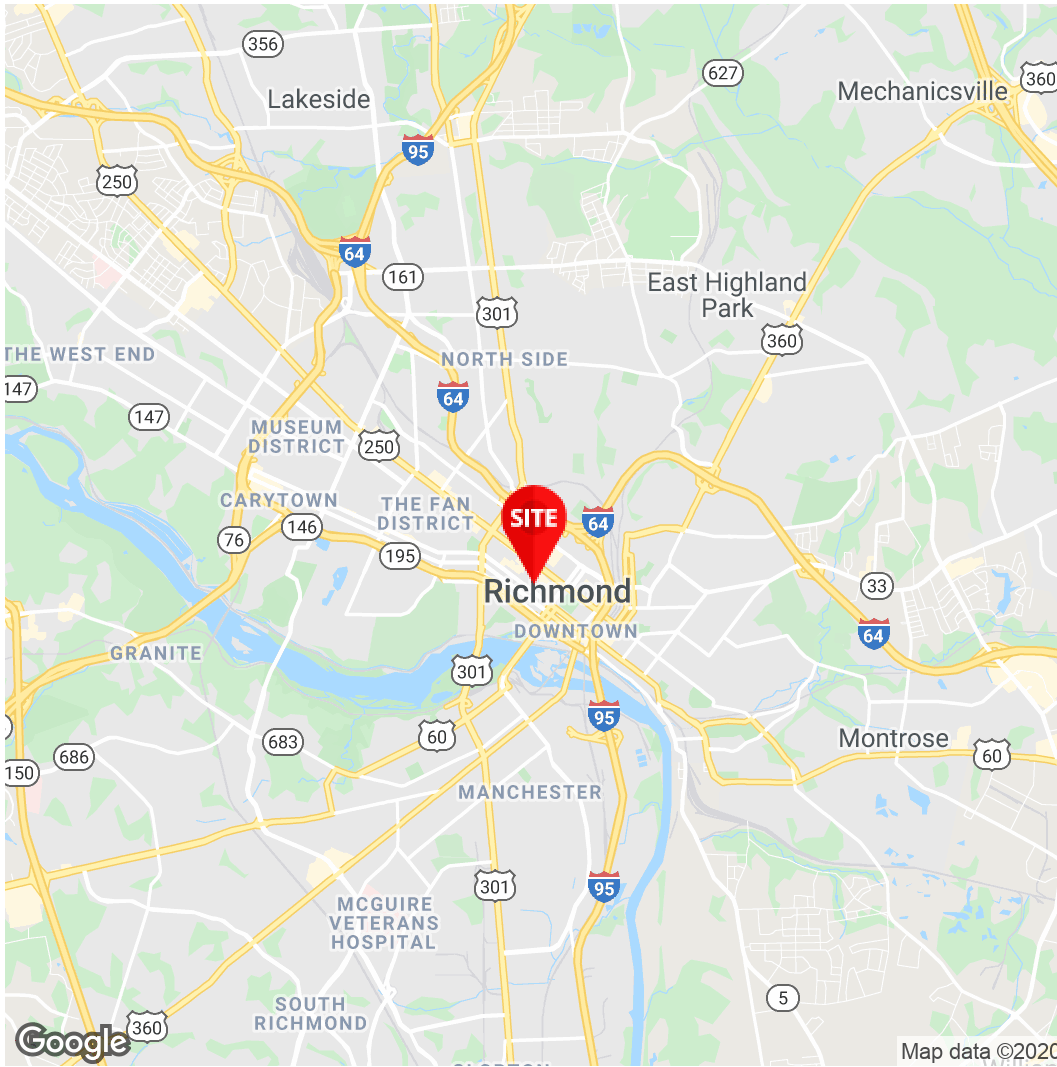 356
627
360
Mechanicsville
Lakeside
95
250
64
161
East Highland
Park
301
360
THE WEST END
NORTH SIDE
147
64
147
MUSEUM
DISTRICT
250
CARYTOWN
THE FAN
DISTRICT
SITE
64
146
76
195
33
Richmond
DOWNTOWN
64
GRANITE
301
95
60
683
Montrose
686
60
150
MANCHESTER
301
95
MCGUIRE
VETERANS
HOSPITAL
5
SOUTH
RICHMOND
360
Google
Map data ©2020